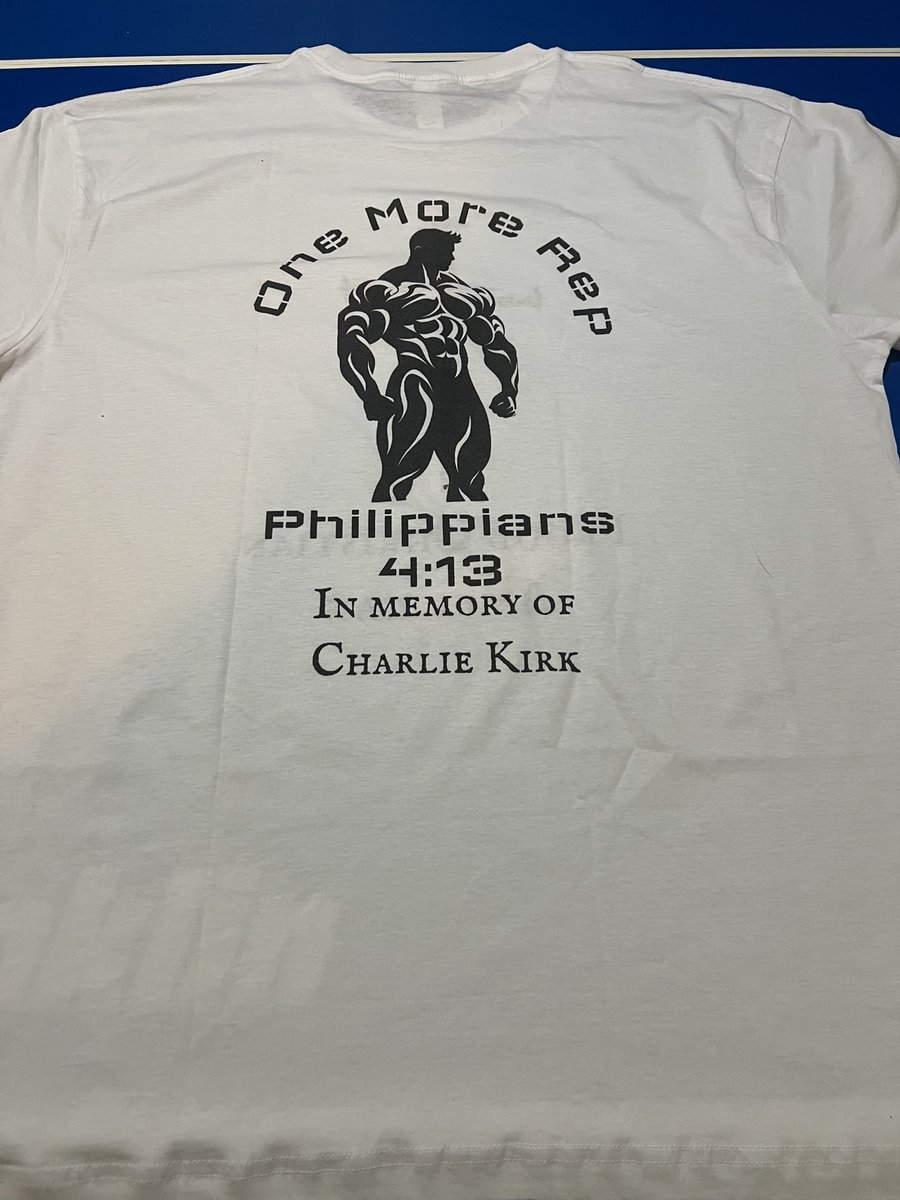 One More Rep
Philippians
4:13
IN MEMORY OF
CHARLIE KIRK